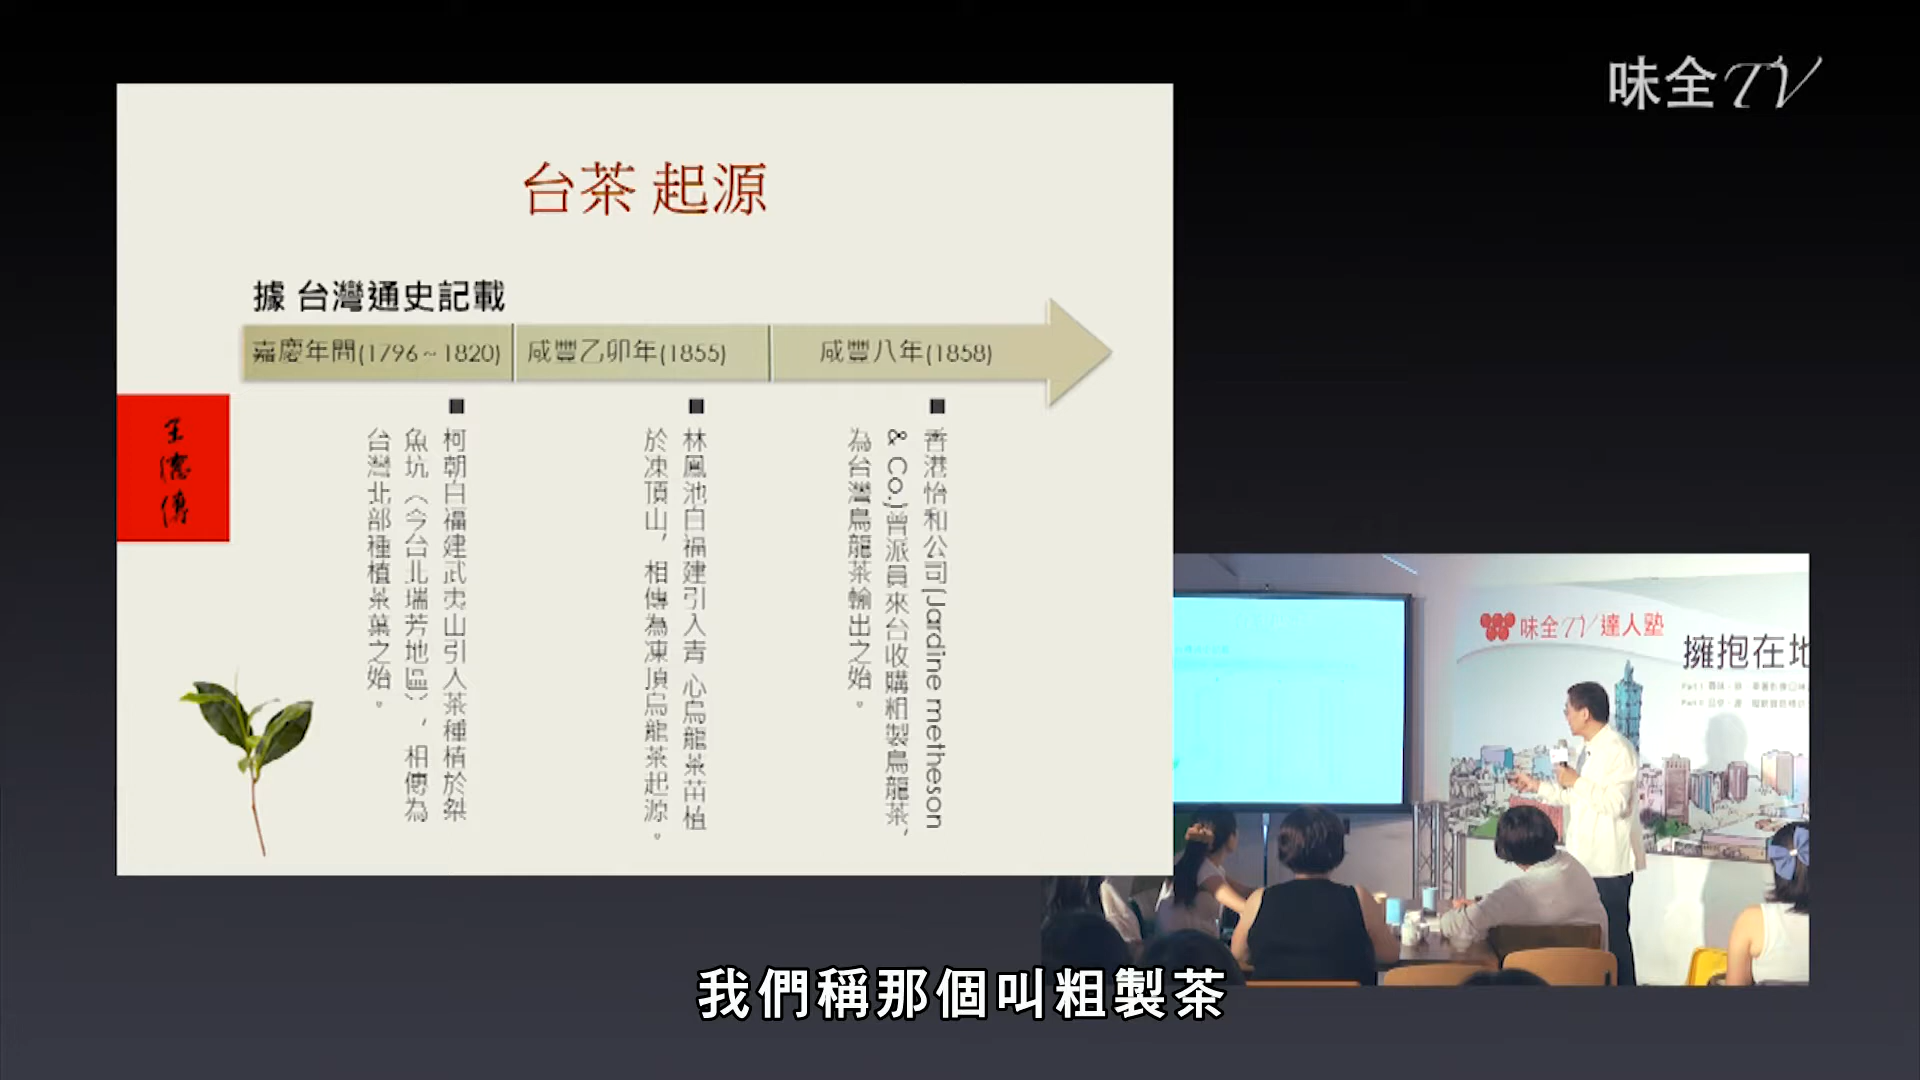 味全TV
台茶 起源
據 台灣通史記載
嘉慶年間(1796~1820)
咸豐乙卯年(1855)
咸豐八年(1858)
■ 柯朝自福建武夷山引入茶種植於桀
魚坑（今台北瑞芳地區），相傳為
台灣北部種植茶葉之始。
■ 林鳳池自福建引入青心烏龍茶苗植
於凍頂山，相傳為凍頂烏龍茶起源。
■ 香港怡和公司(Jardine metheson
& Co.)曾派員來台收購粗製烏龍茶，
為台灣烏龍茶輸出之始。
王德傳
味全TV達人塾
擁抱在地
我們稱那個叫粗製茶